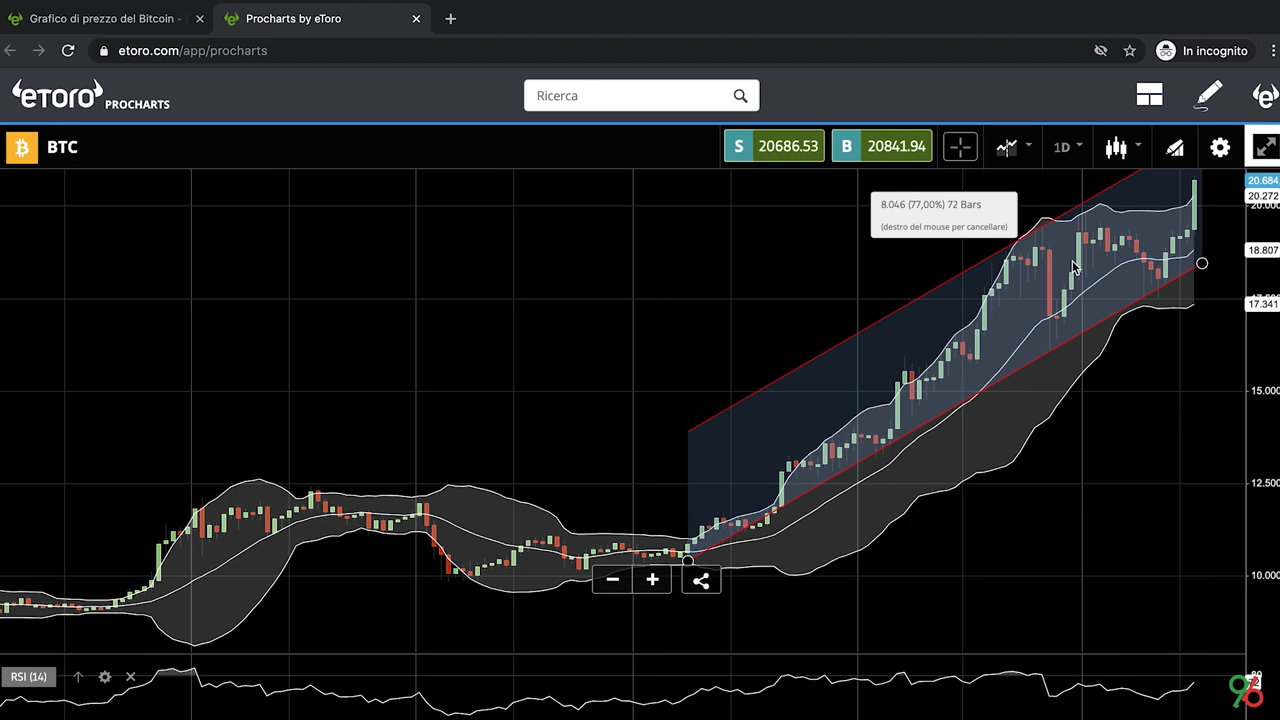 Grafico di prezzo del Bitcoin -
Procharts by eToro
etoro.com/app/procharts
In incognito
eTORO PROCHARTS
Ricerca
BTC
S 20686.53
B 20841.94
1D
8.046 (77,00%) 72 Bars
(destro del mouse per cancellare)
20.684
20.272
20.000
18.807
17.341
15.000
12.500
10.000
RSI (14)